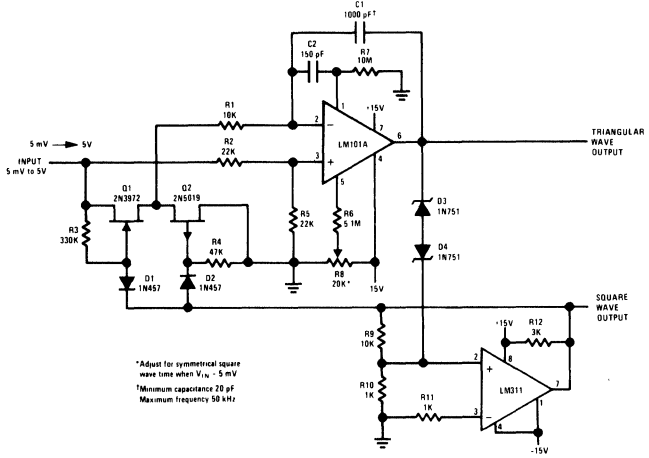 C1
1000 pF†
C2
150 pF
R7
10M
R1
10K
+15V
1
2
−
7
LM101A
6
TRIANGULAR
WAVE
OUTPUT
5 mV → 5V
INPUT
5 mV to 5V
R2
22K
3
+
4
5
Q1
2N3972
Q2
2N5019
D3
1N751
R3
330K
R5
22K
R6
5.1M
R4
47K
D4
1N751
D1
1N457
D2
1N457
R8
20K*
15V
SQUARE
WAVE
OUTPUT
R9
10K
+15V
R12
3K
8
2
+
*Adjust for symmetrical square
wave time when VIN - 5 mV
†Minimum capacitance 20 pF
Maximum frequency 50 kHz
R10
1K
R11
1K
LM311
7
3
−
4
1
-15V